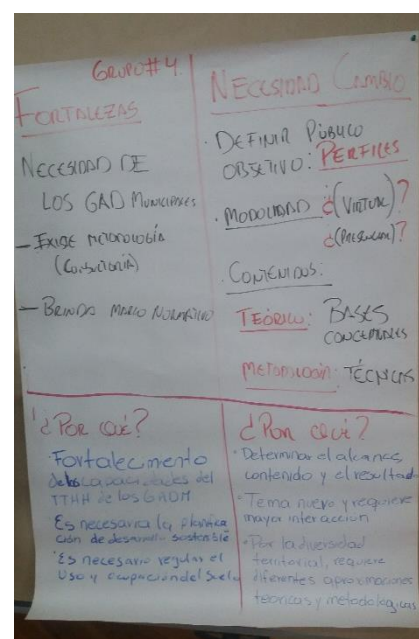 GRUPO #4
FORTALEZAS
NECESIDAD DE
LOS GAD MUNICIPALES
- EXIGE METODOLOGÍA
(CONSULTORÍA)
- BRINDA MARCO NORMATIVO
NECESIDAD CAMBIO
· DEFINIR PÚBLICO
OBJETIVO: PERFILES
· MODALIDAD ¿(VIRTUAL)?
¿(PRESENCIAL)?
· CONTENIDOS:
TEÓRICO: BASES
CONCEPTUALES
METODOLOGÍA: TÉCNICAS
¿POR QUÉ?
· Fortalecimiento
de las capacidades del
TTHH de los GADM
Es necesaria la planifica
ción de desarrollo sostenible
· Es necesario regular el
uso y ocupación del suelo
¿POR QUÉ?
· Determinar el alcance,
contenido y el resultado
· Tema nuevo y requiere
mayor interacción
· Por la diversidad
territorial, requiere
diferentes aproximaciones
teóricas y metodológicas